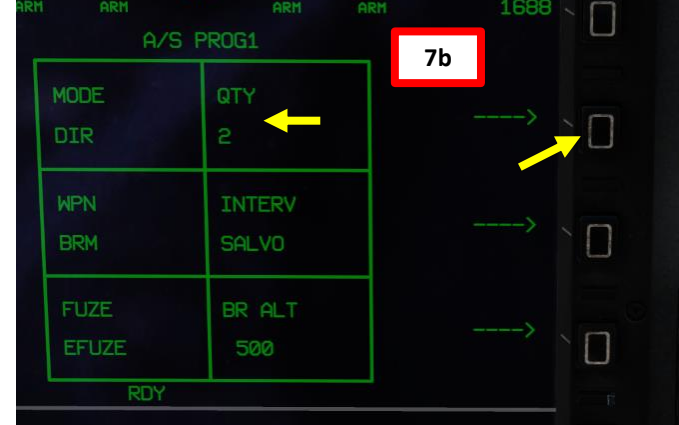 ARM ARM ARM ARM 1688
A/S PROG1
7b
MODE QTY
DIR 2
---->
WPN INTERV
BRM SALVO
---->
FUZE BR ALT
EFUZE 500
---->
RDY